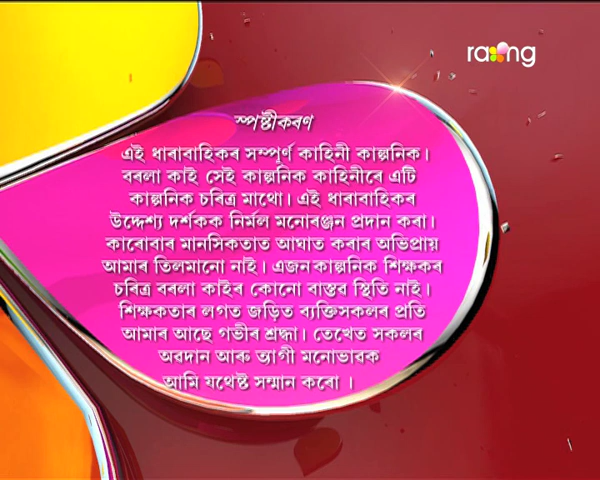 rang
স্পষ্টীকৰণ
এই ধাৰাবাহিকৰ সম্পূৰ্ণ কাহিনী কাল্পনিক।
বৰলা কাই সেই কাল্পনিক কাহিনীৰে এটি
কাল্পনিক চৰিত্ৰ মাথো। এই ধাৰাবাহিকৰ
উদ্দেশ্য দৰ্শকক নিৰ্মল মনোৰঞ্জন প্ৰদান কৰা।
কাৰোবাৰ মানসিকতাত আঘাত কৰাৰ অভিপ্ৰায়
আমাৰ তিলমানো নাই। এজন কাল্পনিক শিক্ষকৰ
চৰিত্ৰ বৰলা কাইৰ কোনো বাস্তৱ স্থিতি নাই।
শিক্ষকতাৰ লগত জড়িত ব্যক্তিসকলৰ প্ৰতি
আমাৰ আছে গভীৰ শ্ৰদ্ধা। তেখেত সকলৰ
অৱদান আৰু ত্যাগী মনোভাৱক
আমি যথেষ্ট সন্মান কৰো ।